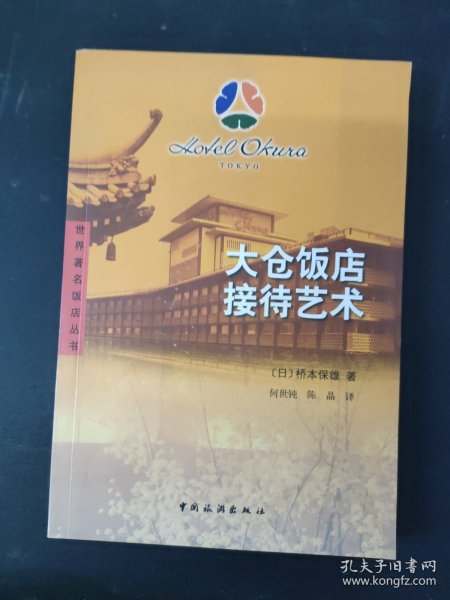 Hotel Okura
TOKYO
世界著名饭店丛书
大仓饭店
接待艺术
〔日〕桥本保雄 著
何世钝 陈晶 译
中国旅游出版社
孔夫子旧书网
www.kongfz.com